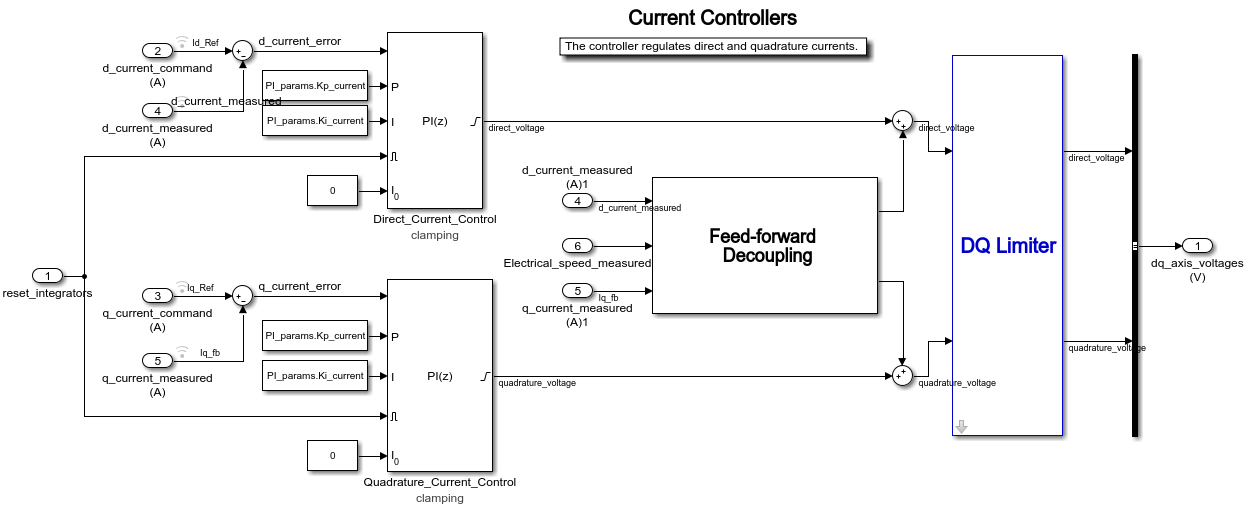 Current Controllers
The controller regulates direct and quadrature currents.
2
Id_Ref
d_current_command
(A)
d_current_error
4
d_current_measured
d_current_measured
(A)
PI_params.Kp_current
PI_params.Ki_current
0
P
I
I0
PI(z)
Direct_Current_Control
clamping
direct_voltage
1
reset_integrators
3
Iq_Ref
q_current_command
(A)
q_current_error
5
Iq_fb
q_current_measured
(A)
PI_params.Kp_current
PI_params.Ki_current
0
P
I
I0
PI(z)
Quadrature_Current_Control
clamping
quadrature_voltage
d_current_measured
(A)1
4
d_current_measured
6
Electrical_speed_measured
5
Iq_fb
q_current_measured
(A)1
Feed-forward
Decoupling
direct_voltage
quadrature_voltage
DQ Limiter
direct_voltage
quadrature_voltage
1
dq_axis_voltages
(V)